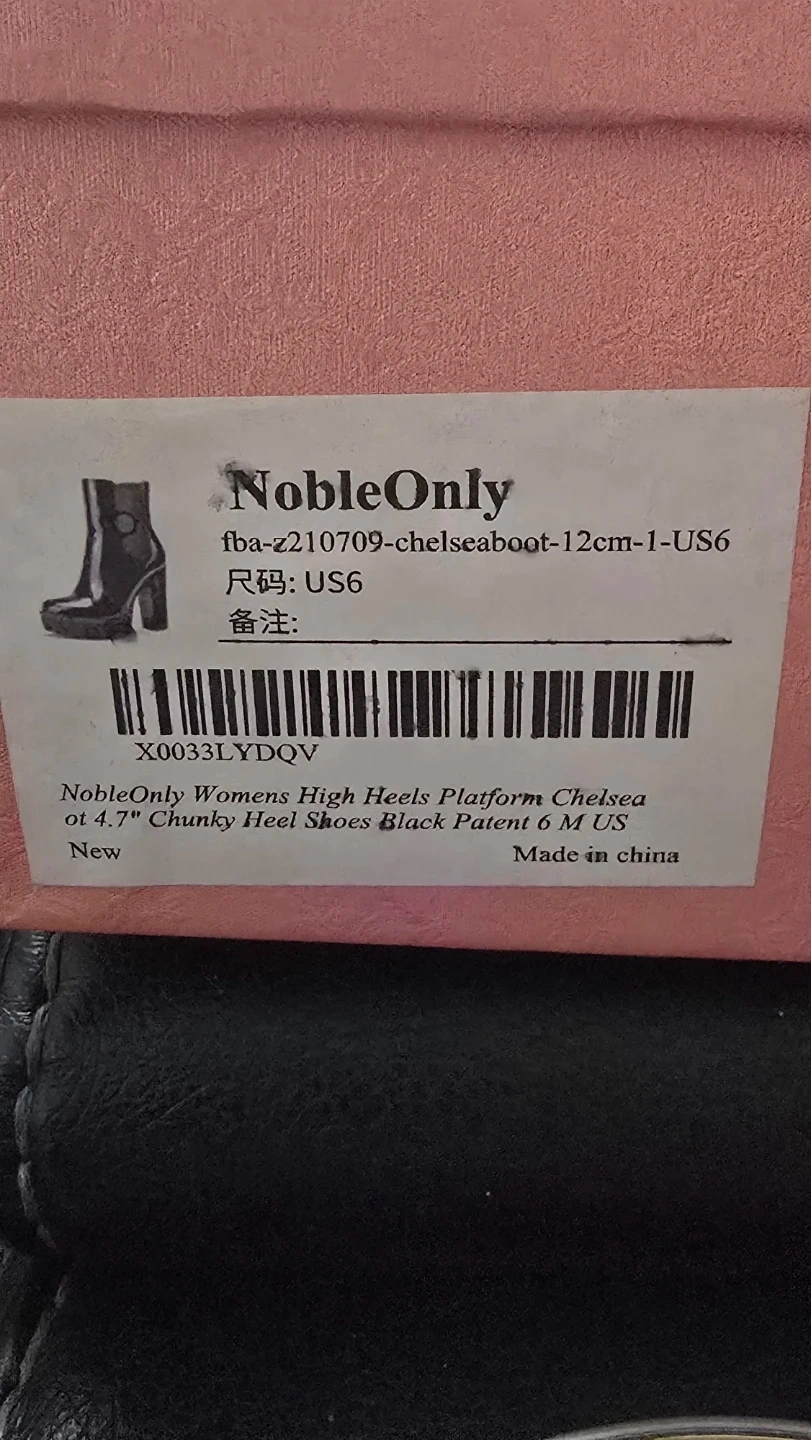 NobleOnly
fba-z210709-chelseaboot-12cm-1-US6
尺码: US6
备注:
X0033LYDQV
NobleOnly Womens High Heels Platform Chelsea
ot 4.7" Chunky Heel Shoes Black Patent 6 M US
New
Made in china